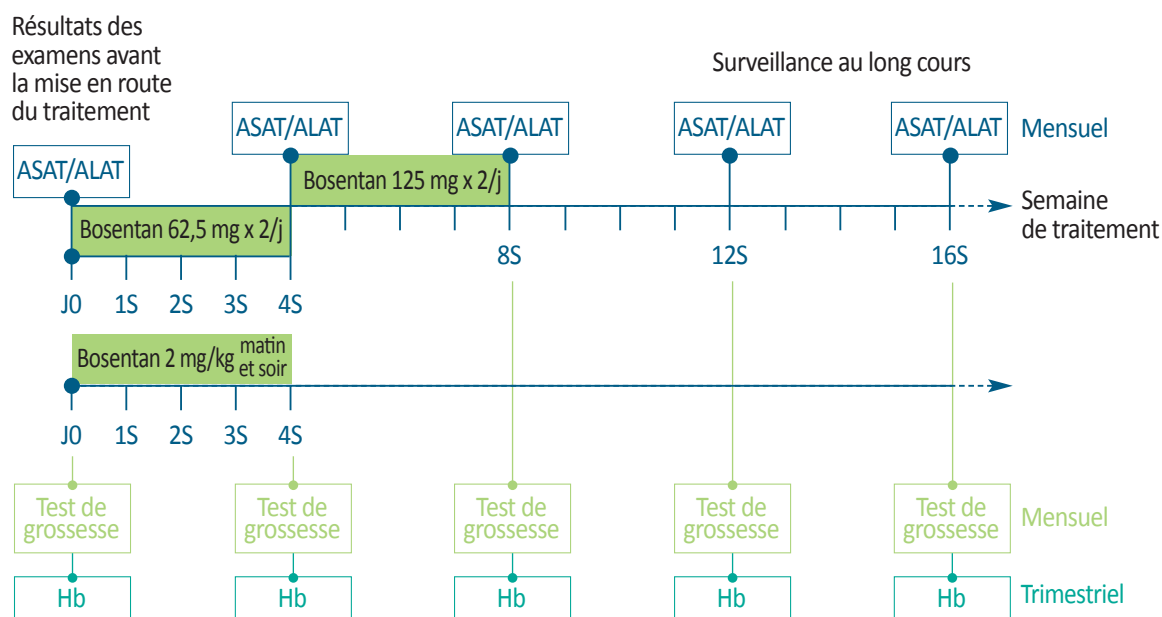 Résultats des
examens avant
la mise en route
du traitement
Surveillance au long cours
ASAT/ALAT
ASAT/ALAT
ASAT/ALAT
ASAT/ALAT
ASAT/ALAT
Mensuel
Bosentan 125 mg x 2/j
Bosentan 62,5 mg x 2/j
Semaine
de traitement
8S
12S
16S
J0
1S
2S
3S
4S
Bosentan 2 mg/kg matin
et soir
J0
1S
2S
3S
4S
Test de
grossesse
Test de
grossesse
Test de
grossesse
Test de
grossesse
Test de
grossesse
Mensuel
Hb
Hb
Hb
Hb
Hb
Trimestriel